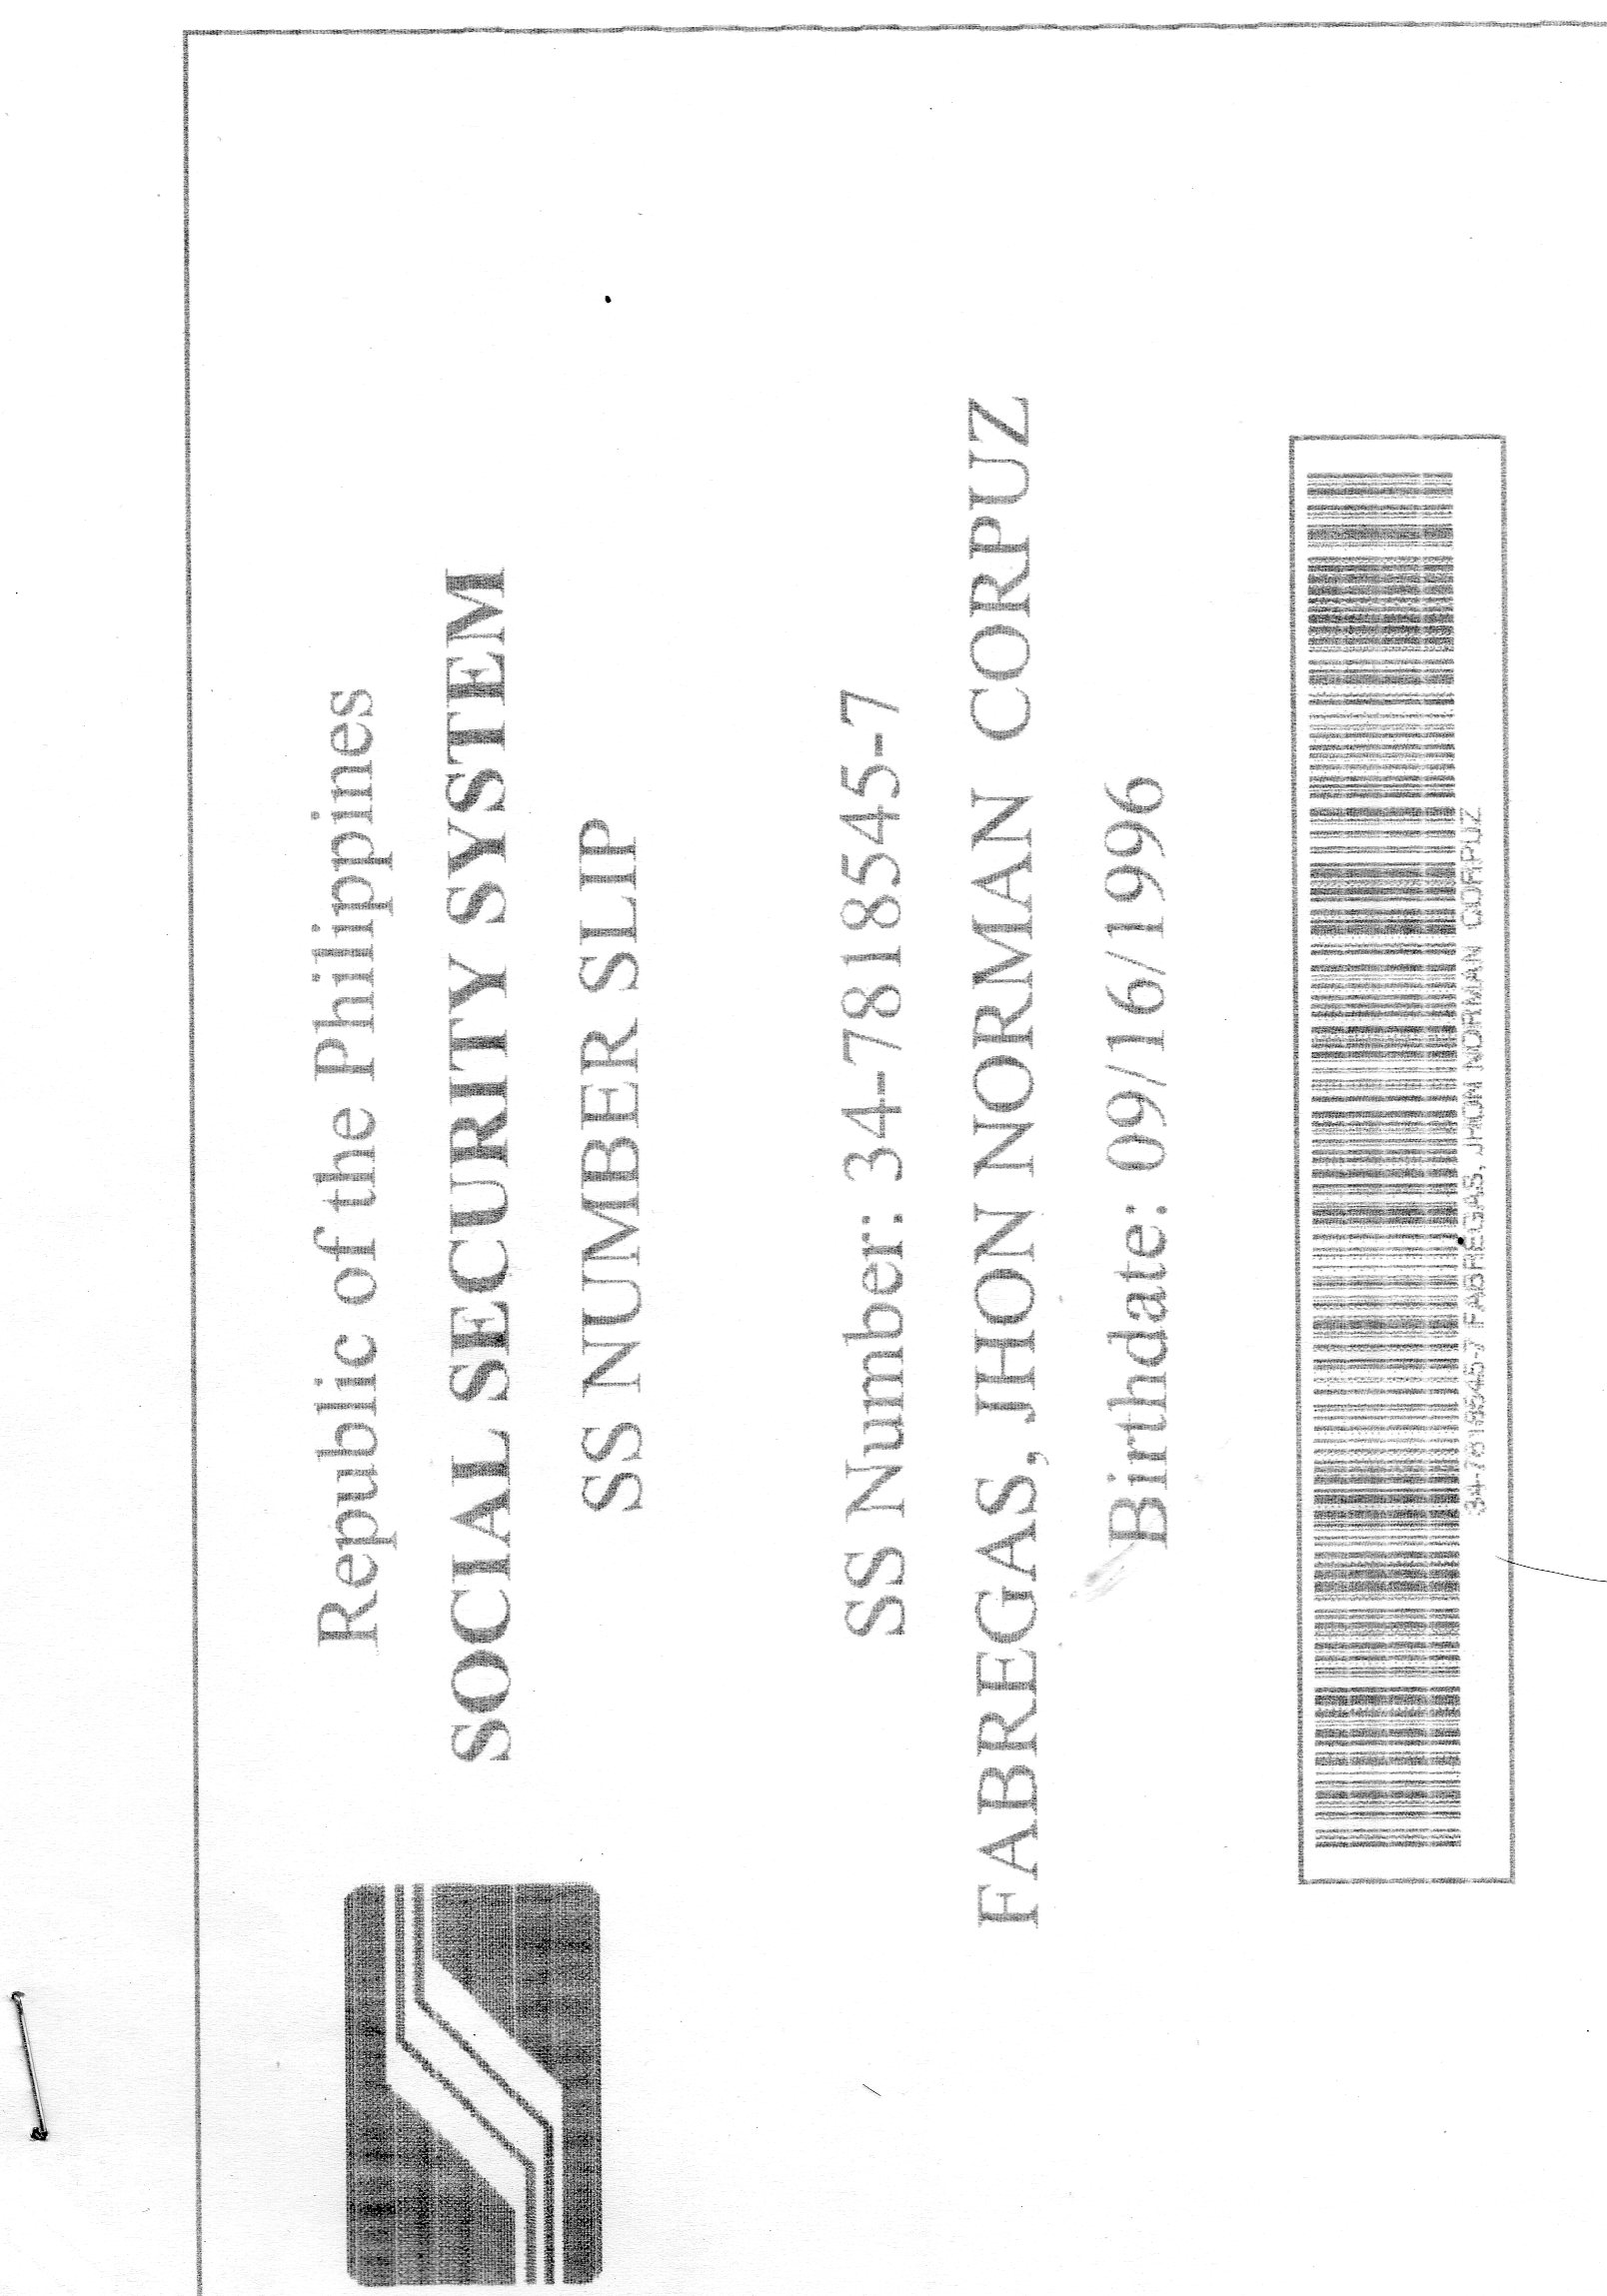 Republic of the Philippines
SOCIAL SECURITY SYSTEM
SS NUMBER SLIP
SS Number: 34-7818545-7
FABREGAS, JHON NORMAN CORPUZ
Birthdate: 09/16/1996
34-7818545-7 FABREGAS, JHON NORMAN CORPUZ